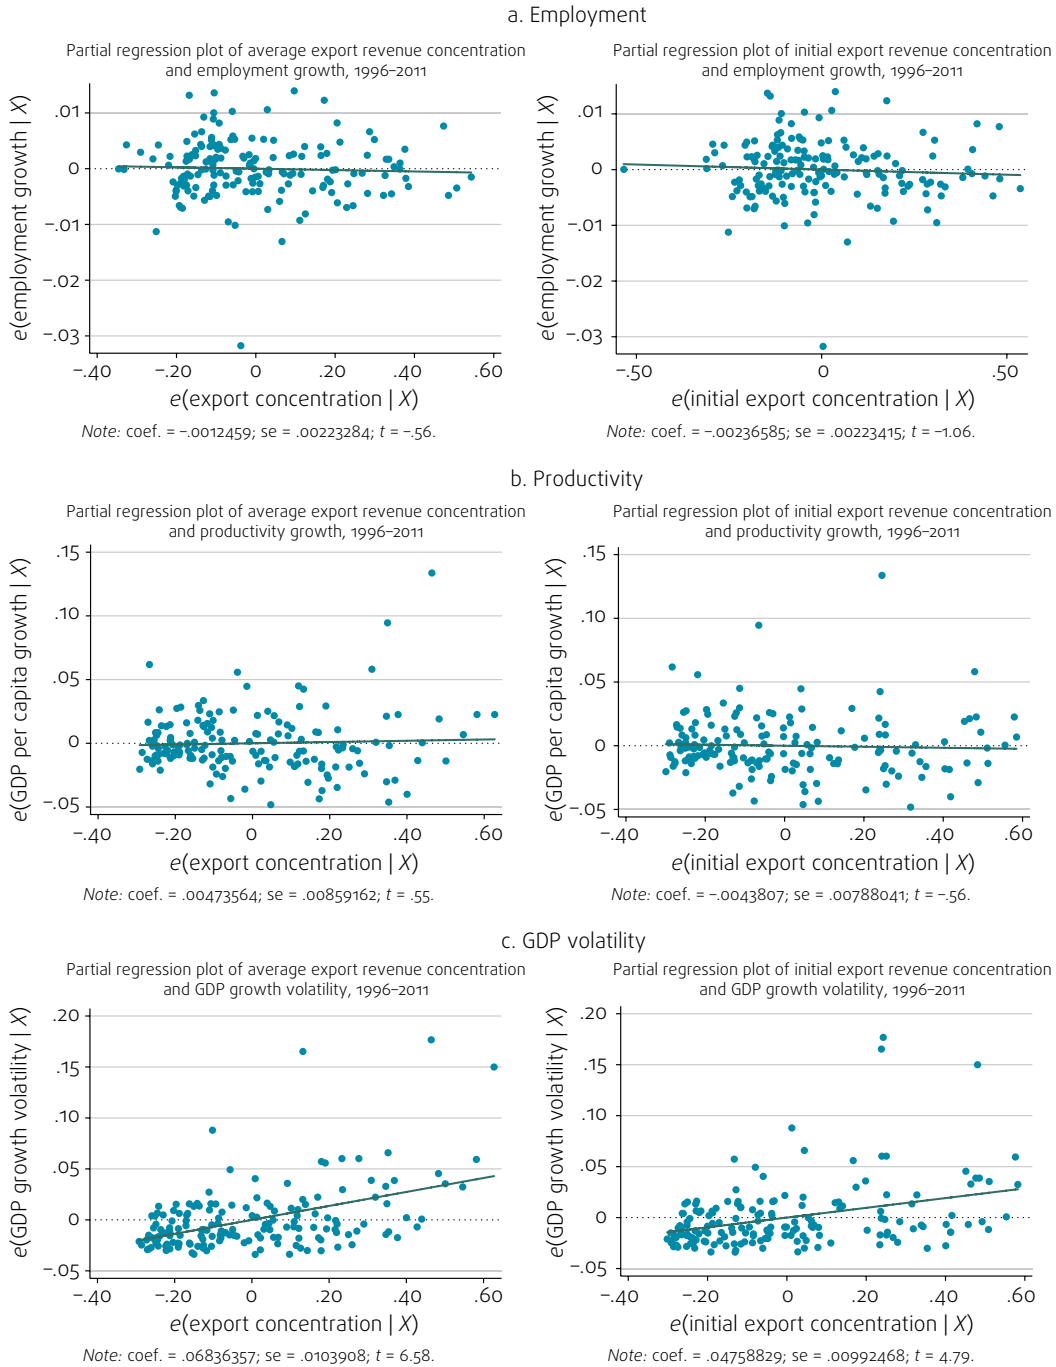 a. Employment
Partial regression plot of average export revenue concentration
and employment growth, 1996–2011
e(employment growth | X)
.01
0
–.01
–.02
–.03
–.40
–.20
0
.20
.40
.60
e(export concentration | X)
Note: coef. = –.0012459; se = .00223284; t = –.56.
Partial regression plot of initial export revenue concentration
and employment growth, 1996–2011
e(employment growth | X)
.01
0
–.01
–.02
–.03
–.50
0
.50
e(initial export concentration | X)
Note: coef. = –.00236585; se = .00223415; t = –1.06.
b. Productivity
Partial regression plot of average export revenue concentration
and productivity growth, 1996–2011
e(GDP per capita growth | X)
.15
.10
.05
0
–.05
–.40
–.20
0
.20
.40
.60
e(export concentration | X)
Note: coef. = .00473564; se = .00859162; t = .55.
Partial regression plot of initial export revenue concentration
and productivity growth, 1996–2011
e(GDP per capita growth | X)
.15
.10
.05
0
–.05
–.40
–.20
0
.20
.40
.60
e(initial export concentration | X)
Note: coef. = –.0043807; se = .00788041; t = –.56.
c. GDP volatility
Partial regression plot of average export revenue concentration
and GDP growth volatility, 1996–2011
e(GDP growth volatility | X)
.20
.15
.10
.05
0
–.05
–.40
–.20
0
.20
.40
.60
e(export concentration | X)
Note: coef. = .06836357; se = .0103908; t = 6.58.
Partial regression plot of initial export revenue concentration
and GDP growth volatility, 1996–2011
e(GDP growth volatility | X)
.20
.15
.10
.05
0
–.05
–.40
–.20
0
.20
.40
.60
e(initial export concentration | X)
Note: coef. = .04758829; se = .00992468; t = 4.79.